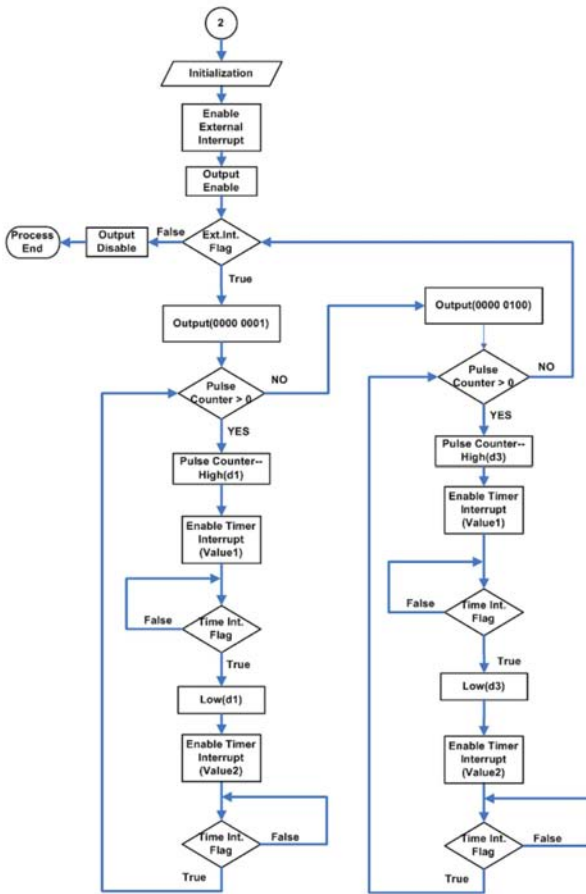 2
Initialization
Enable
External
Interrupt
Output
Enable
Process
End
Output
Disable
False
Ext.Int.
Flag
True
Output(0000 0001)
Pulse
Counter > 0
NO
YES
Pulse Counter--
High(d1)
Enable Timer
Interrupt
(Value1)
False
Time Int.
Flag
True
Low(d1)
Enable Timer
Interrupt
(Value2)
Time Int.
Flag
False
True
Output(0000 0100)
Pulse
Counter > 0
NO
YES
Pulse Counter--
High(d3)
Enable Timer
Interrupt
(Value1)
False
Time Int.
Flag
True
Low(d3)
Enable Timer
Interrupt
(Value2)
Time Int.
Flag
False
True